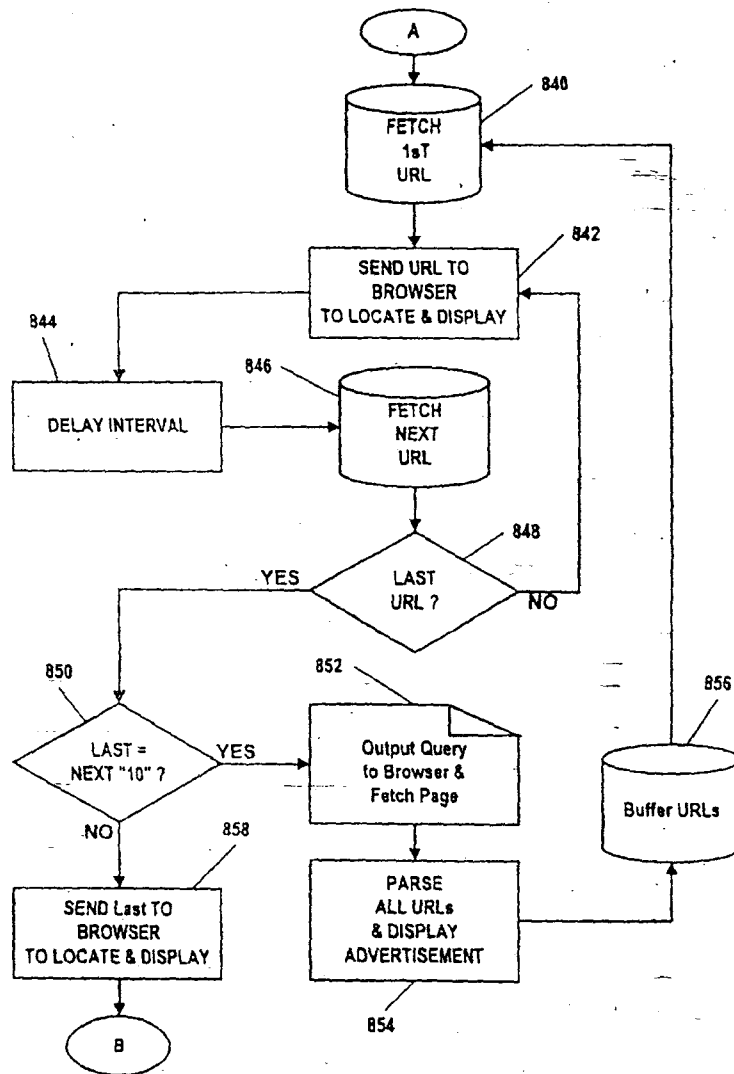 A
840
FETCH
1sT
URL
842
SEND URL TO
BROWSER
TO LOCATE & DISPLAY
844
DELAY INTERVAL
846
FETCH
NEXT
URL
848
LAST
URL ?
YES
NO
850
LAST =
NEXT "10" ?
YES
NO
852
Output Query
to Browser &
Fetch Page
856
Buffer URLs
858
SEND Last TO
BROWSER
TO LOCATE & DISPLAY
PARSE
ALL URLs
& DISPLAY
ADVERTISEMENT
854
B